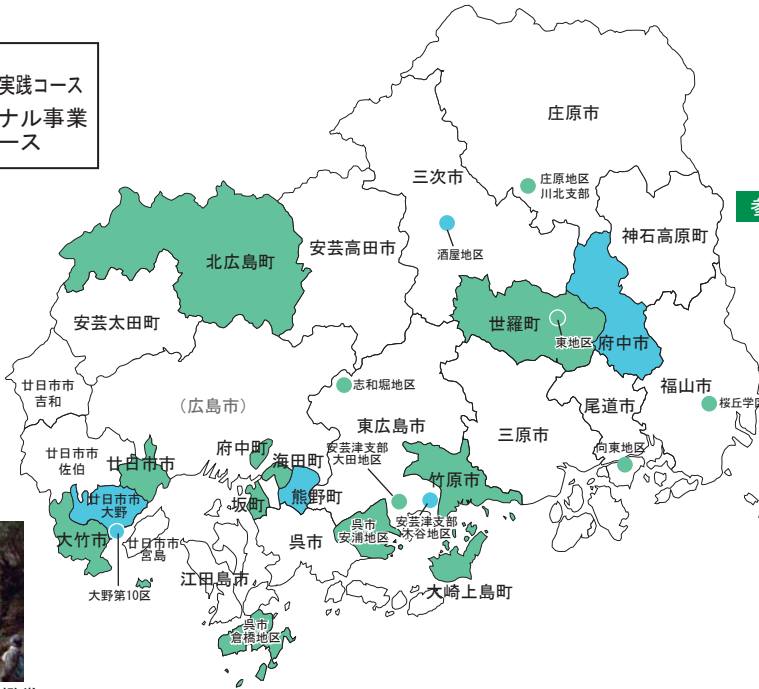 実践コース
ナル事業
ース
庄原市
三次市
庄原地区
川北支部
酒屋地区
神石高原町
北広島町
安芸高田市
安芸太田町
世羅町
東地区
府中市
福山市
桜丘学区
尾道市
向東地区
廿日市市
吉和
(広島市)
志和堀地区
東広島市
三原市
廿日市市
佐伯
廿日市市
府中町
海田町
安芸津支部
大田地区
竹原市
廿日市市
大野
坂町
熊野町
安芸津支部
木谷地区
大竹市
廿日市市
宮島
呉市
呉市
安浦地区
大野第10区
江田島市
大崎上島町
呉市
倉橋地区